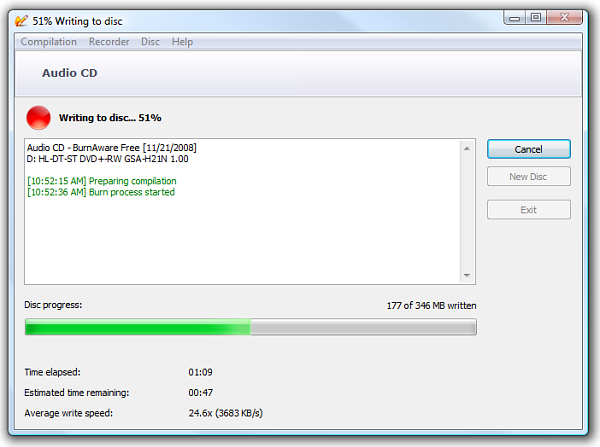 51% Writing to disc
Compilation Recorder Disc Help
Audio CD
Writing to disc... 51%
Audio CD - BurnAware Free [11/21/2008]
D: HL-DT-ST DVD+-RW GSA-H21N 1.00
[10:52:15 AM] Preparing compilation
[10:52:36 AM] Burn process started
Cancel
New Disc
Exit
Disc progress: 177 of 346 MB written
Time elapsed: 01:09
Estimated time remaining: 00:47
Average write speed: 24.6x (3683 KB/s)